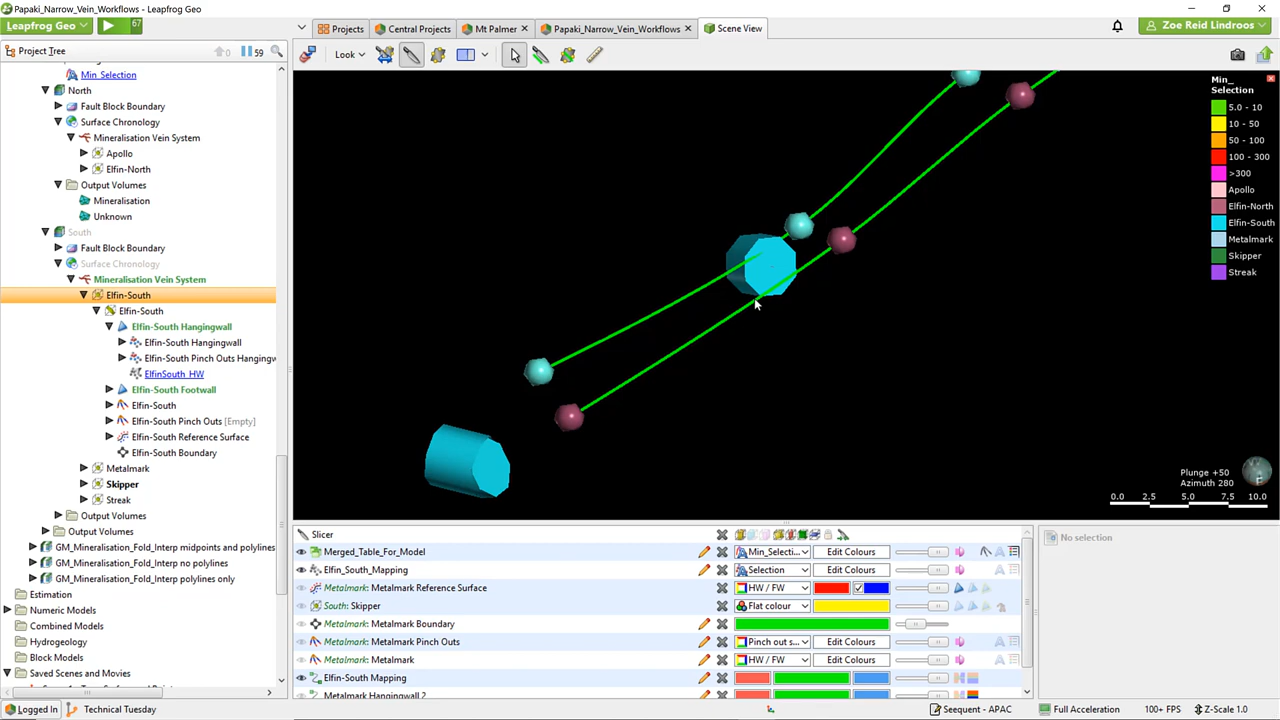 Papaki_Narrow_Vein_Workflows
Leapfrog Geo
67
Projects
Central Projects
Mt Palmer
Papaki_Narrow_Vein_Workflows
Scene View
Zoe Reid Lindroos
Project Tree
0
59
Look
Min_Selection
North
Fault Block Boundary
Surface Chronology
Mineralisation Vein System
Apollo
Elfin-North
Output Volumes
Mineralisation
Unknown
South
Fault Block Boundary
Surface Chronology
Mineralisation Vein System
Elfin-South
Elfin-South
Elfin-South Hangingwall
Elfin-South Hangingwall
Elfin-South Pinch Outs Hangingw
ElfinSouth_HW
Elfin-South Footwall
Elfin-South
Elfin-South Pinch Outs [Empty]
Elfin-South Reference Surface
Elfin-South Boundary
Metalmark
Skipper
Streak
Output Volumes
Output Volumes
GM_Mineralisation_Fold_Interp midpoints and polylines
GM_Mineralisation_Fold_Interp no polylines
GM_Mineralisation_Fold_Interp polylines only
Estimation
Numeric Models
Combined Models
Hydrogeology
Block Models
Saved Scenes and Movies
Min_
Selection
5.0 - 10
10 - 50
50 - 100
100 - 300
>300
Apollo
Elfin-North
Elfin-South
Metalmark
Skipper
Streak
Plunge +50
Azimuth 280
0.0 2.5 5.0 7.5 10.0
Slicer
Merged_Table_For_Model Min_Selecti... Edit Colours
Elfin_South_Mapping Selection Edit Colours
Metalmark: Metalmark Reference Surface HW / FW
South: Skipper Flat colour
Metalmark: Metalmark Boundary
Metalmark: Metalmark Pinch Outs Pinch out s... Edit Colours
Metalmark: Metalmark HW / FW Edit Colours
Elfin-South Mapping
Metalmark Hangingwall 2
No selection
Logged In
Technical Tuesday
Seequent - APAC
Full Acceleration
100+ FPS
Z-Scale 1.0